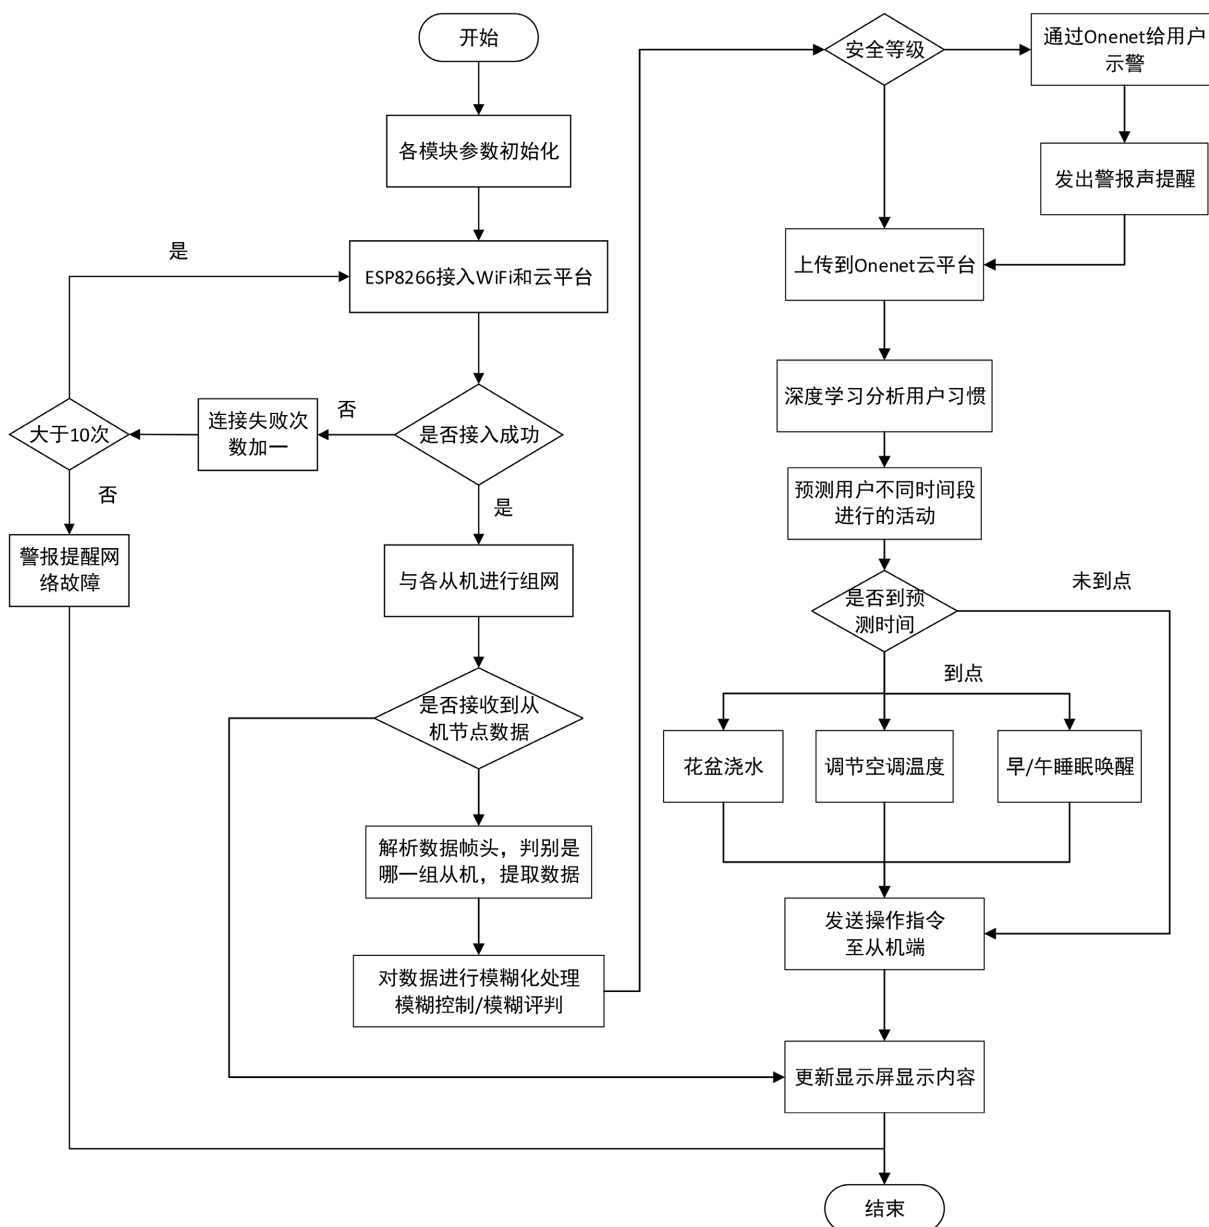 开始
各模块参数初始化
是
ESP8266接入WiFi和云平台
大于10次
连接失败次
数加一
否
是否接入成功
否
是
警报提醒网
络故障
与各从机进行组网
是否接收到从
机节点数据
解析数据帧头，判别是
哪一组从机，提取数据
对数据进行模糊化处理
模糊控制/模糊评判
安全等级
通过Onenet给用户
示警
发出警报声提醒
上传到Onenet云平台
深度学习分析用户习惯
预测用户不同时间段
进行的活动
是否到预
测时间
未到点
到点
花盆浇水
调节空调温度
早/午睡眠唤醒
发送操作指令
至从机端
更新显示屏显示内容
结束